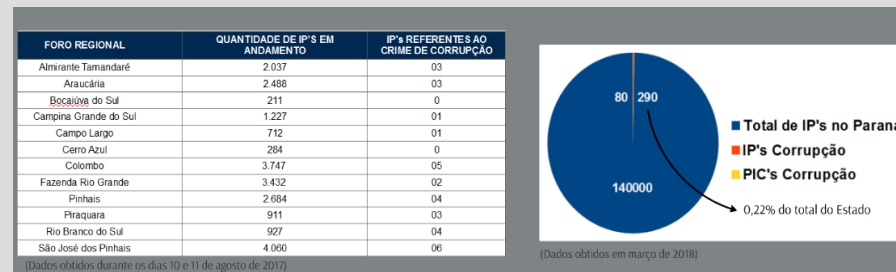 FORO REGIONAL QUANTIDADE DE IP'S EM ANDAMENTO IP's REFERENTES AO CRIME DE CORRUPÇÃO
Almirante Tamandaré 2.037 03
Araucária 2.488 03
Bocaiúva do Sul 211 0
Campina Grande do Sul 1.227 01
Campo Largo 712 01
Cerro Azul 284 0
Colombo 3.747 05
Fazenda Rio Grande 3.432 02
Pinhais 2.684 04
Piraquara 911 03
Rio Branco do Sul 927 04
São José dos Pinhais 4.060 06
(Dados obtidos durante os dias 10 e 11 de agosto de 2017)
80 290
140000
Total de IP's no Paraná
IP's Corrupção
PIC's Corrupção
0,22% do total do Estado
(Dados obtidos em março de 2018)